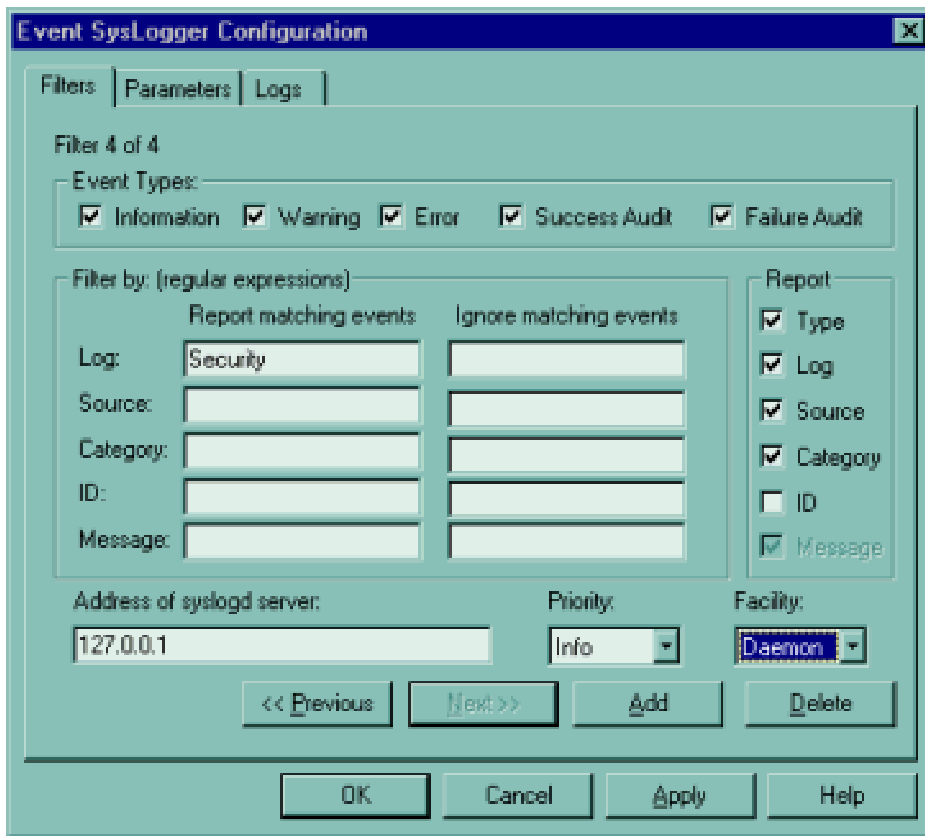 Event SysLogger Configuration
Filters Parameters Logs
Filter 4 of 4
Event Types:
Information Warning Error Success Audit Failure Audit
Filter by: (regular expressions) Report
Report matching events Ignore matching events Type
Log: Security Log
Source: Source
Category: Category
ID: ID
Message: Message
Address of syslogd server: Priority: Facility:
127.0.0.1 Info Daemon
<< Previous Next >> Add Delete
OK Cancel Apply Help